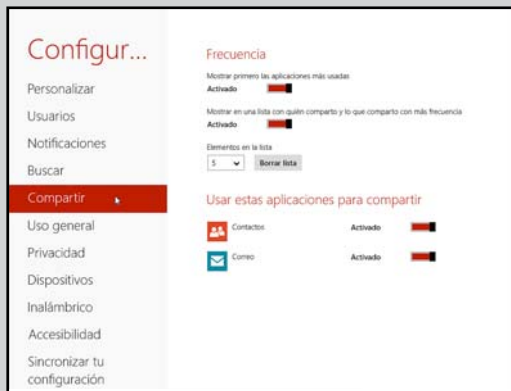 Configur...
Personalizar
Usuarios
Notificaciones
Buscar
Compartir
Uso general
Privacidad
Dispositivos
Inalámbrico
Accesibilidad
Sincronizar tu
configuración
Frecuencia
Mostrar primero las aplicaciones más usadas
Activado
Mostrar en una lista con quién comparto y lo que comparto con más frecuencia
Activado
Elementos en la lista
5 Borrar lista
Usar estas aplicaciones para compartir
Contactos Activado
Correo Activado